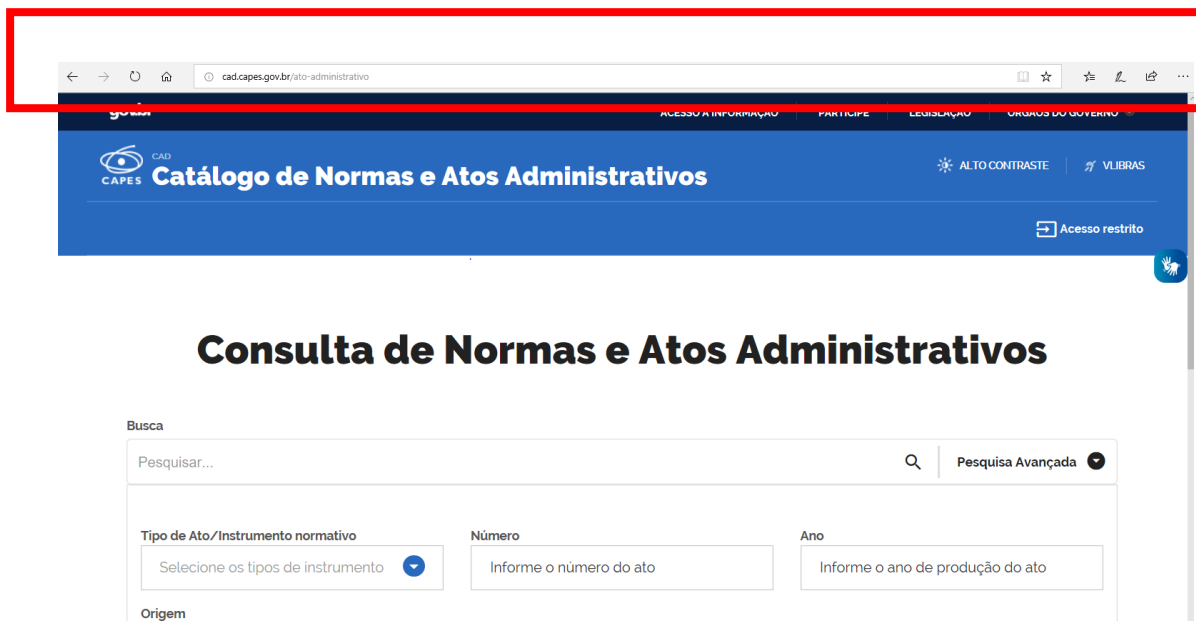 cad.capes.gov.br/ato-administrativo
gov.br ACESSO À INFORMAÇÃO PARTICIPE LEGISLAÇÃO ÓRGÃOS DO GOVERNO
CAD
CAPES Catálogo de Normas e Atos Administrativos ALTO CONTRASTE VLIBRAS
Acesso restrito
Consulta de Normas e Atos Administrativos
Busca
Pesquisar... Pesquisa Avançada
Tipo de Ato/Instrumento normativo Número Ano
Selecione os tipos de instrumento Informe o número do ato Informe o ano de produção do ato
Origem